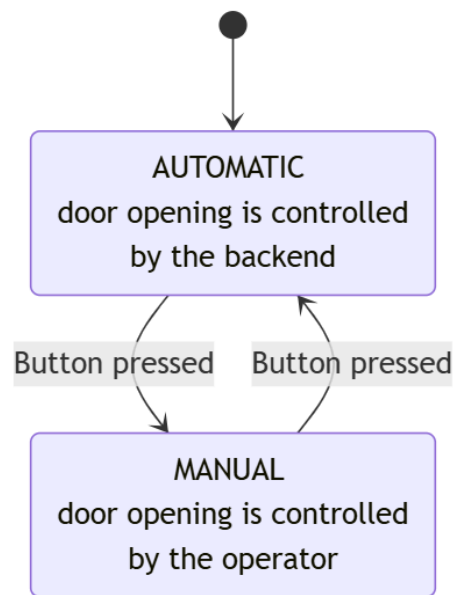 AUTOMATIC
door opening is controlled
by the backend
Button pressed
Button pressed
MANUAL
door opening is controlled
by the operator